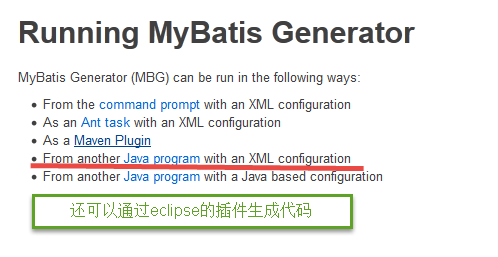 Running MyBatis Generator
MyBatis Generator (MBG) can be run in the following ways:
From the command prompt with an XML configuration
As an Ant task with an XML configuration
As a Maven Plugin
From another Java program with an XML configuration
From another Java program with a Java based configuration
还可以通过eclipse的插件生成代码